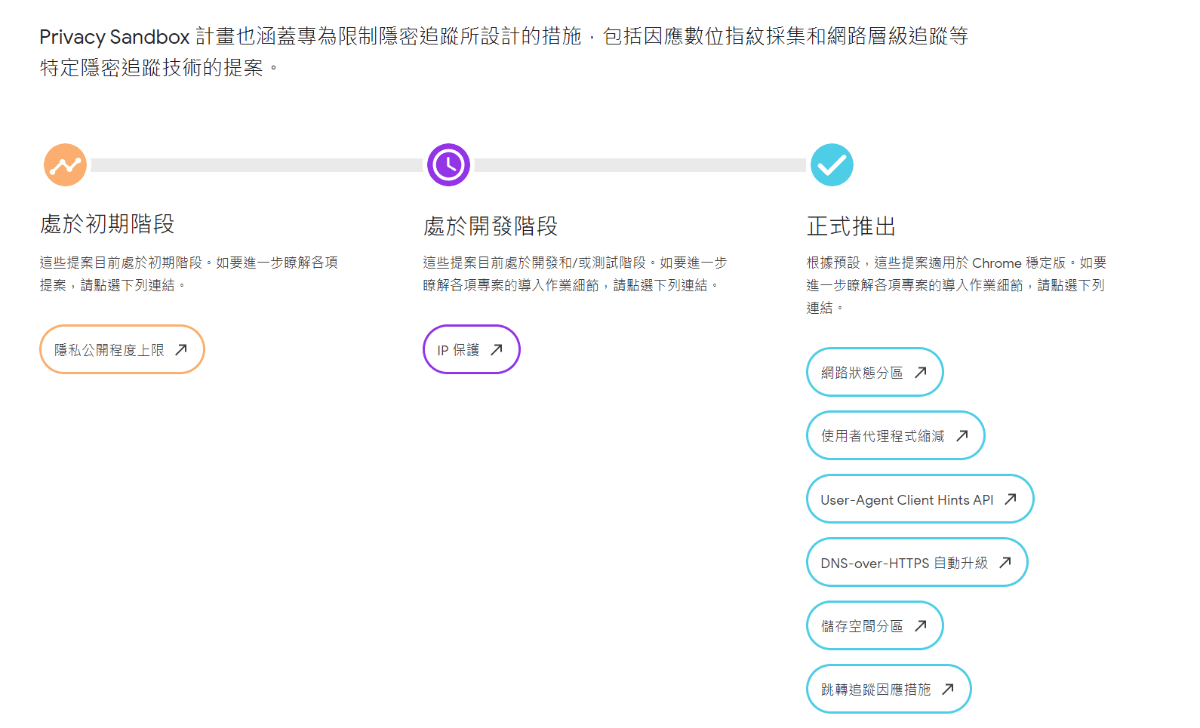 Privacy Sandbox 計畫也涵蓋專為限制隱密追蹤所設計的措施，包括因應數位指紋採集和網路層級追蹤等
特定隱密追蹤技術的提案。
處於初期階段
這些提案目前處於初期階段。如要進一步瞭解各項
提案，請點選下列連結。
隱私公開程度上限
處於開發階段
這些提案目前處於開發和/或測試階段。如要進一步
瞭解各項專案的導入作業細節，請點選下列連結。
IP 保護
正式推出
根據預設，這些提案適用於 Chrome 穩定版。如要
進一步瞭解各項專案的導入作業細節，請點選下列
連結。
網路狀態分區
使用者代理程式縮減
User-Agent Client Hints API
DNS-over-HTTPS 自動升級
儲存空間分區
跳轉追蹤因應措施